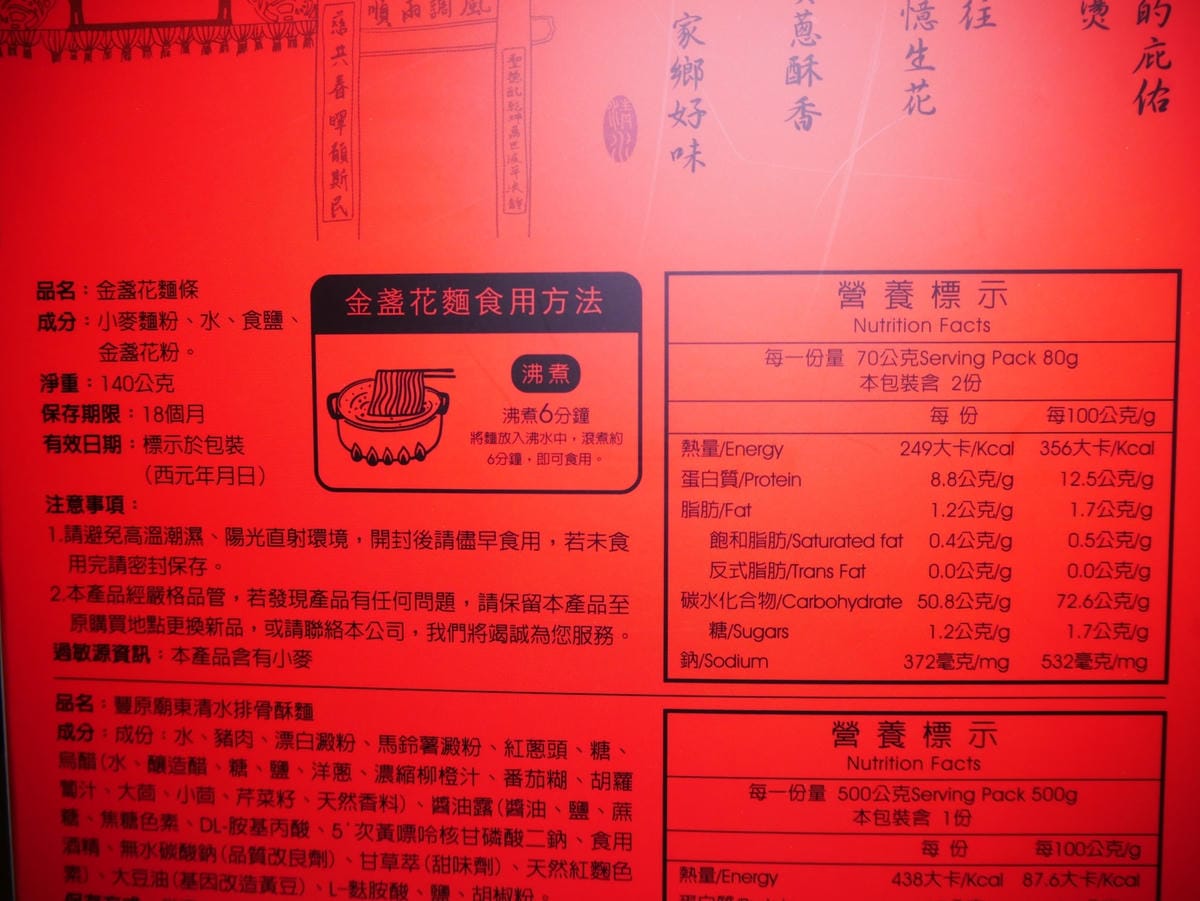 的庇佑
燙
往
憶生花
蔥酥香
家鄉好味
清水
順雨調風
慈共春暉韻斯民
品名：金盞花麵條
成分：小麥麵粉、水、食鹽、
金盞花粉。
淨重：140公克
保存期限：18個月
有效日期：標示於包裝
（西元年月日）
金盞花麵食用方法
沸煮
沸煮6分鐘
將麵放入沸水中，滾煮約
6分鐘，即可食用。
注意事項：
1.請避免高溫潮濕、陽光直射環境，開封後請儘早食用，若未食
用完請密封保存。
2.本產品經嚴格品管，若發現產品有任何問題，請保留本產品至
原購買地點更換新品，或請聯絡本公司，我們將竭誠為您服務。
過敏源資訊：本產品含有小麥
營養標示
Nutrition Facts
每一份量 70公克Serving Pack 80g
本包裝含 2份
每 份 每100公克/g
熱量/Energy 249大卡/Kcal 356大卡/Kcal
蛋白質/Protein 8.8公克/g 12.5公克/g
脂肪/Fat 1.2公克/g 1.7公克/g
飽和脂肪/Saturated fat 0.4公克/g 0.5公克/g
反式脂肪/Trans Fat 0.0公克/g 0.0公克/g
碳水化合物/Carbohydrate 50.8公克/g 72.6公克/g
糖/Sugars 1.2公克/g 1.7公克/g
鈉/Sodium 372毫克/mg 532毫克/mg
品名：豐原廟東清水排骨酥麵
成分：成份：水、豬肉、漂白澱粉、馬鈴薯澱粉、紅蔥頭、糖、
烏醋(水、釀造醋、糖、鹽、洋蔥、濃縮柳橙汁、番茄糊、胡蘿
蔔汁、大茴、小茴、芹菜籽、天然香料)、醬油露(醬油、鹽、蔗
糖、焦糖色素、DL-胺基丙酸、5'次黃嘌呤核甘磷酸二鈉、食用
酒精、無水碳酸鈉(品質改良劑)、甘草萃(甜味劑)、天然紅麴色
素)、大豆油(基因改造黃豆)、L-麩胺酸、鹽、胡椒粉。
營養標示
Nutrition Facts
每一份量 500公克Serving Pack 500g
本包裝含 1份
每 份 每100公克/g
熱量/Energy 438大卡/Kcal 87.6大卡/Kcal